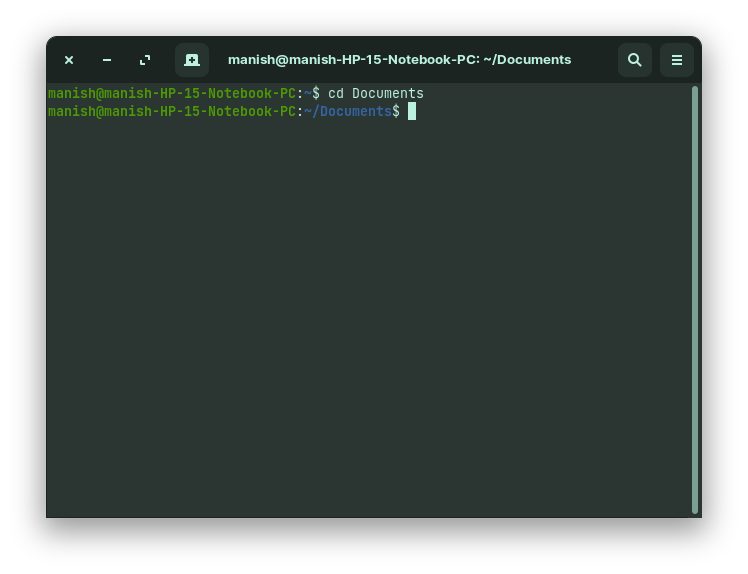 manish@manish-HP-15-Notebook-PC: ~/Documents
manish@manish-HP-15-Notebook-PC:~$ cd Documents
manish@manish-HP-15-Notebook-PC:~/Documents$